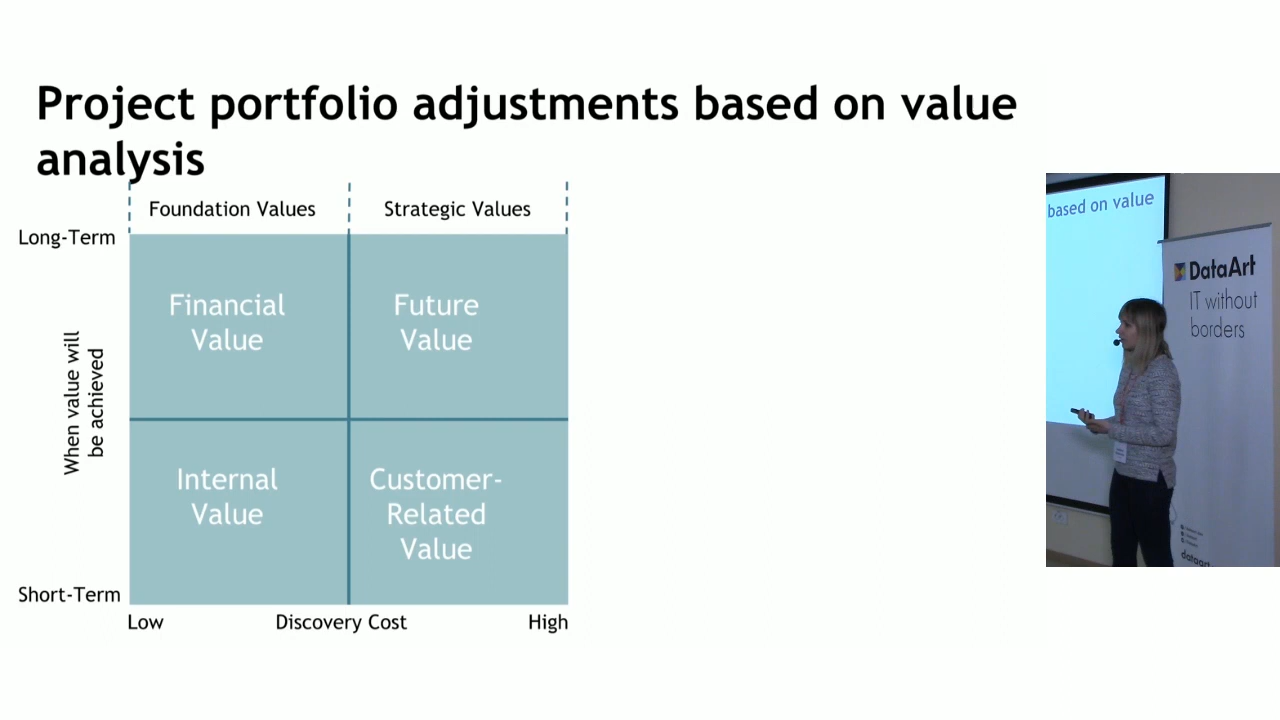 Project portfolio adjustments based on value
analysis
Foundation Values
Strategic Values
Long-Term
Financial
Value
Future
Value
When value will
be achieved
Internal
Value
Customer-
Related
Value
Short-Term
Low
Discovery Cost
High
based on value
DataArt
IT without
borders
dataart